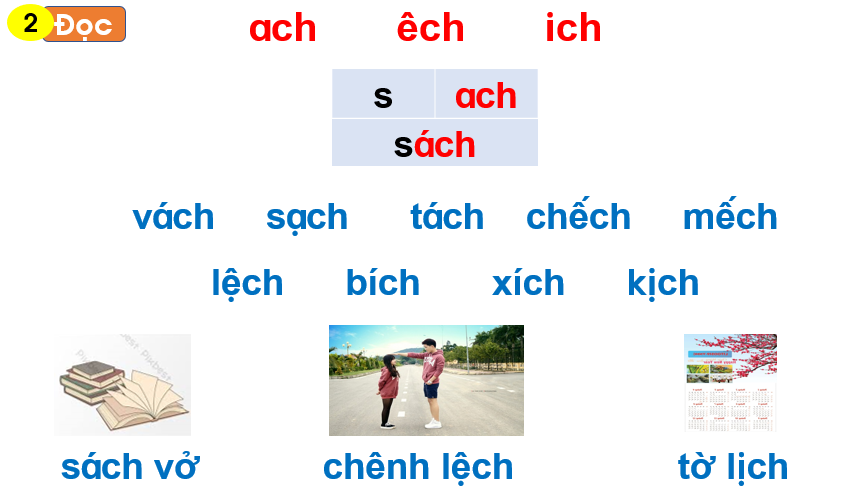 2 Đọc
ach êch ich
s ach
sách
vách sạch tách chếch mếch
lệch bích xích kịch
sách vở chênh lệch tờ lịch